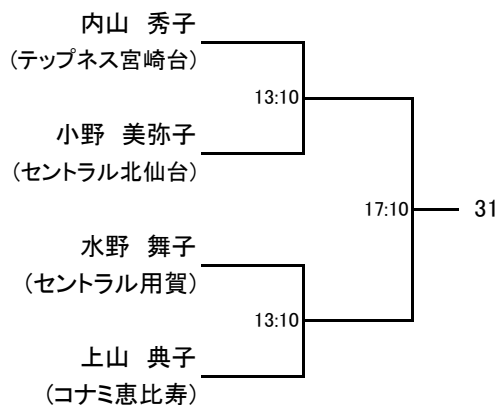 内山　秀子
(テップネス宮崎台)
13:10
小野　美弥子
(セントラル北仙台)
17:10
31
水野　舞子
(セントラル用賀)
13:10
上山　典子
(コナミ恵比寿)